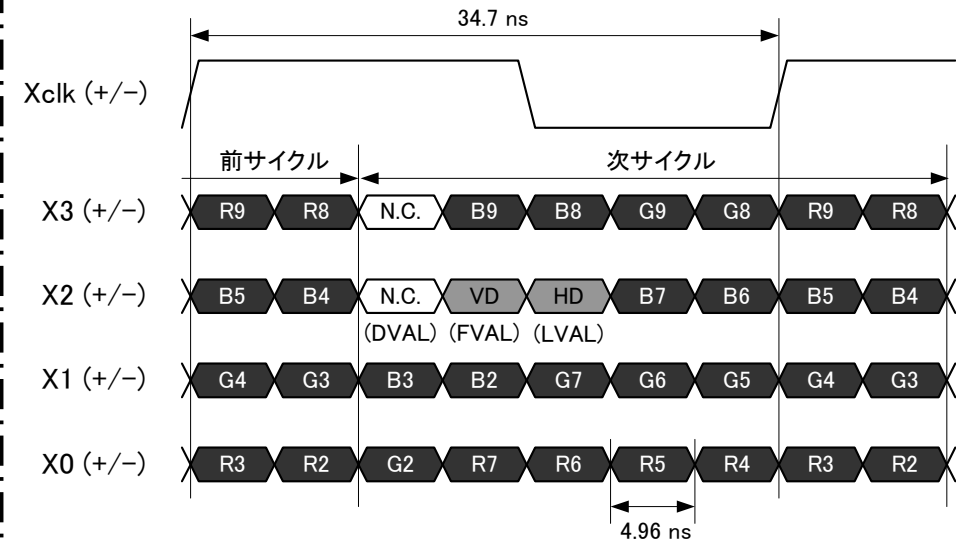 34.7 ns
Xclk (+/-)
前サイクル 次サイクル
X3 (+/-) R9 R8 N.C. B9 B8 G9 G8 R9 R8
X2 (+/-) B5 B4 N.C. VD HD B7 B6 B5 B4
(DVAL) (FVAL) (LVAL)
X1 (+/-) G4 G3 B3 B2 G7 G6 G5 G4 G3
X0 (+/-) R3 R2 G2 R7 R6 R5 R4 R3 R2
4.96 ns